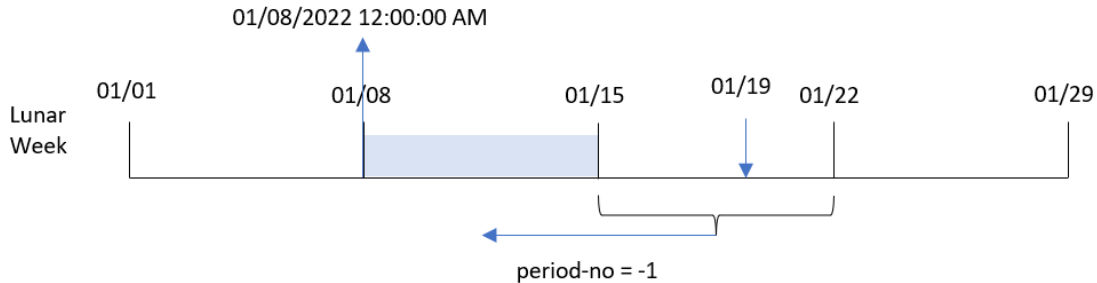 01/08/2022 12:00:00 AM
01/01
01/08
01/15
01/19
01/22
01/29
Lunar
Week
period-no = -1